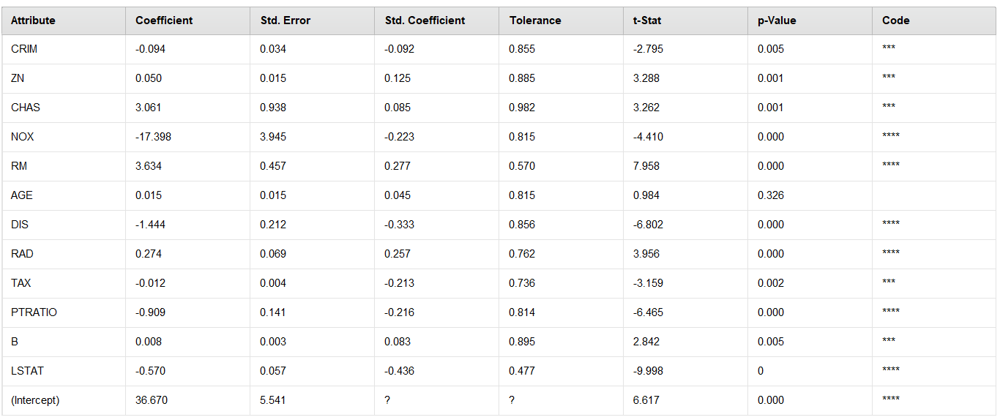 Attribute Coefficient Std. Error Std. Coefficient Tolerance t-Stat p-Value Code
CRIM -0.094 0.034 -0.092 0.855 -2.795 0.005 ***
ZN 0.050 0.015 0.125 0.885 3.288 0.001 ***
CHAS 3.061 0.938 0.085 0.982 3.262 0.001 ***
NOX -17.398 3.945 -0.223 0.815 -4.410 0.000 ****
RM 3.634 0.457 0.277 0.570 7.958 0.000 ****
AGE 0.015 0.015 0.045 0.815 0.984 0.326
DIS -1.444 0.212 -0.333 0.856 -6.802 0.000 ****
RAD 0.274 0.069 0.257 0.762 3.956 0.000 ****
TAX -0.012 0.004 -0.213 0.736 -3.159 0.002 ***
PTRATIO -0.909 0.141 -0.216 0.814 -6.465 0.000 ****
B 0.008 0.003 0.083 0.895 2.842 0.005 ***
LSTAT -0.570 0.057 -0.436 0.477 -9.998 0 ****
(Intercept) 36.670 5.541 ? ? 6.617 0.000 ****